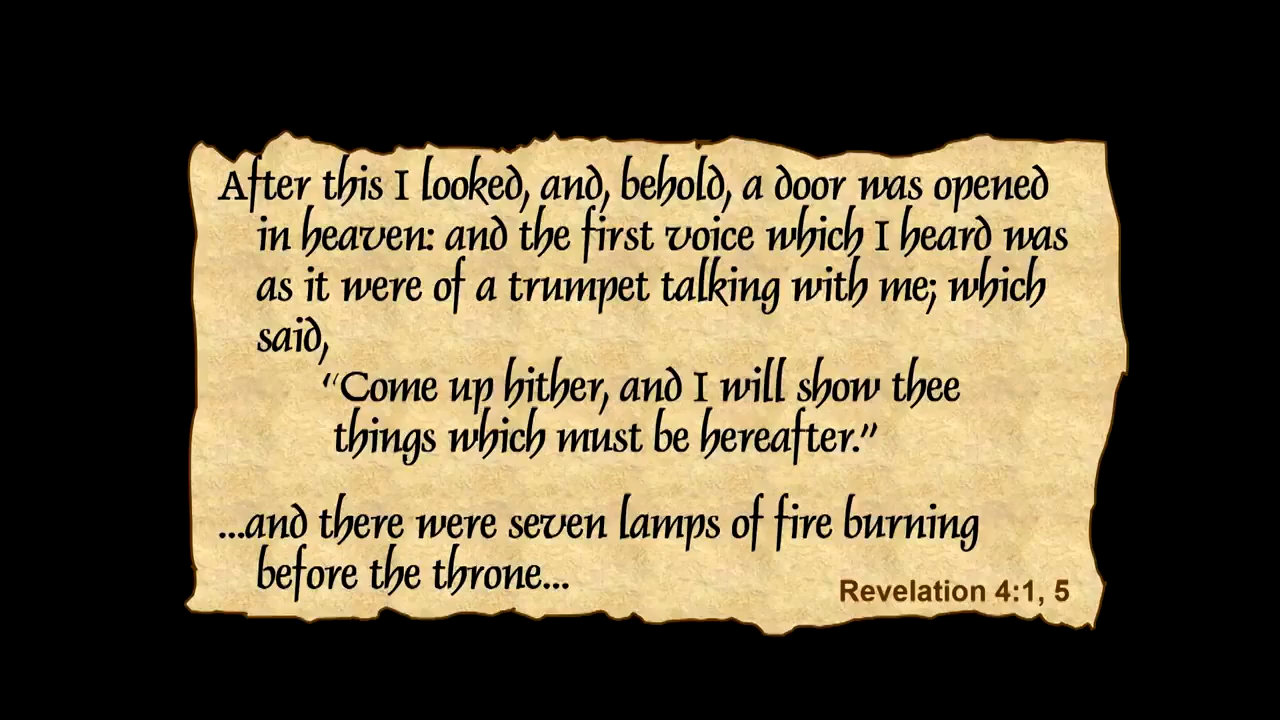 After this I looked, and, behold, a door was opened
in heaven: and the first voice which I heard was
as it were of a trumpet talking with me; which
said,
“Come up hither, and I will show thee
things which must be hereafter.”
...and there were seven lamps of fire burning
before the throne...
Revelation 4:1, 5